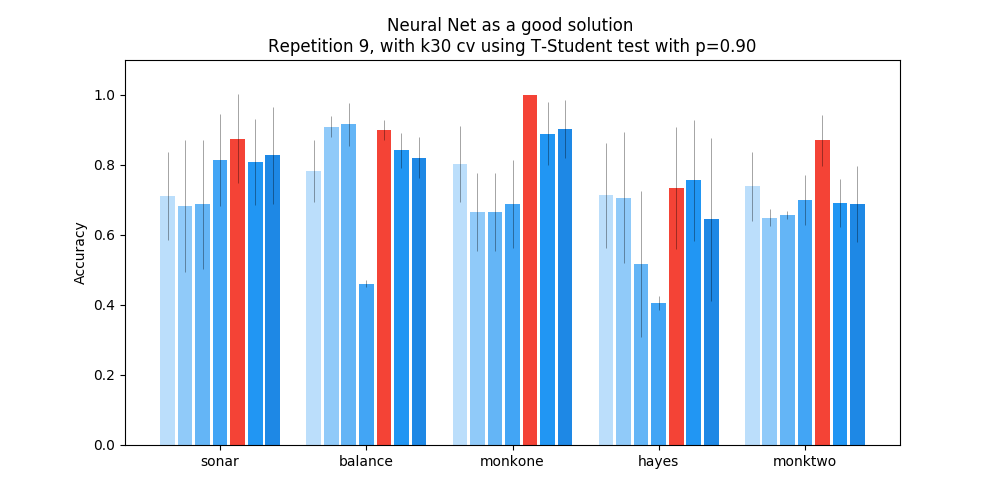 Neural Net as a good solution
Repetition 9, with k30 cv using T-Student test with p=0.90
1.0
0.8
0.6
0.4
0.2
0.0
Accuracy
sonar
balance
monkone
hayes
monktwo